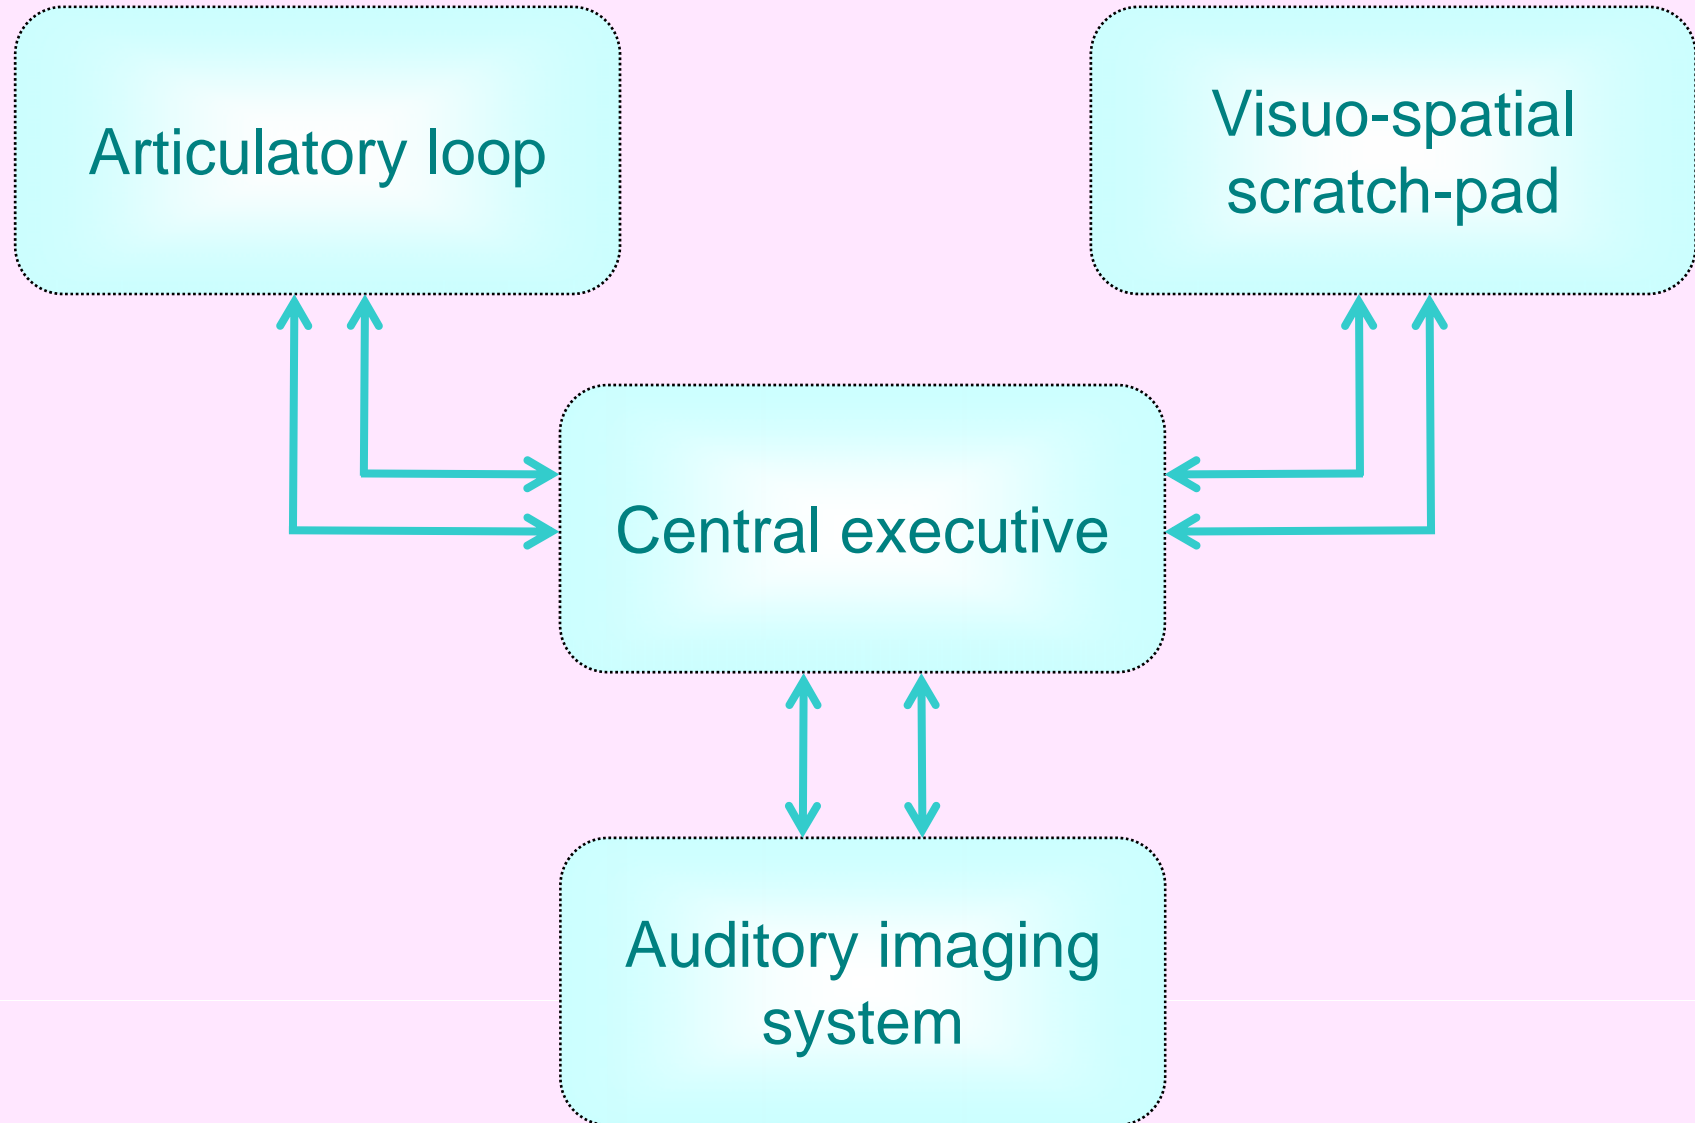 Articulatory loop
Visuo-spatial
scratch-pad
Central executive
Auditory imaging
system